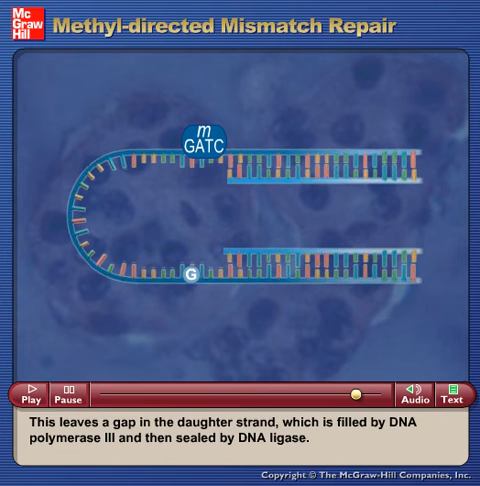 Mc
Graw
Hill
Methyl-directed Mismatch Repair
m
GATC
G
Play
Pause
Audio
Text
This leaves a gap in the daughter strand, which is filled by DNA
polymerase III and then sealed by DNA ligase.
Copyright © The McGraw-Hill Companies, Inc.